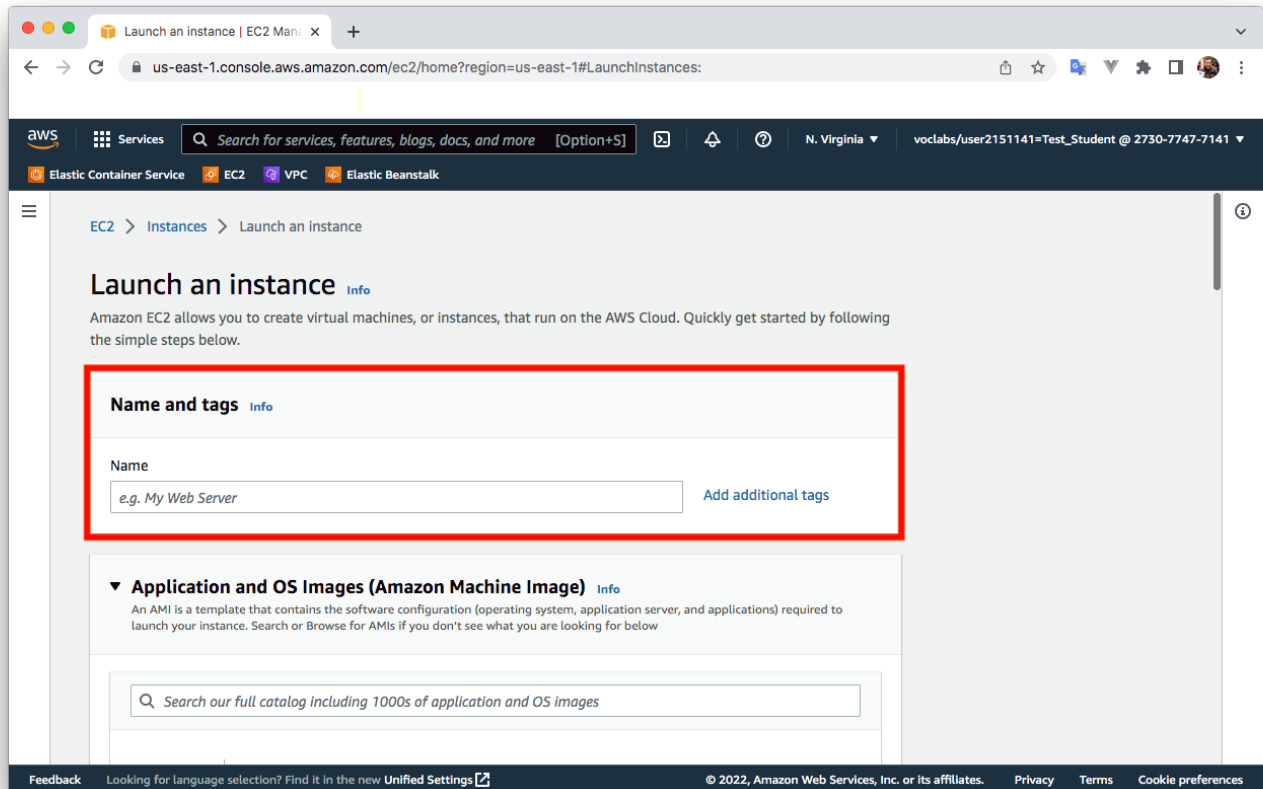 Launch an instance | EC2 Mana
us-east-1.console.aws.amazon.com/ec2/home?region=us-east-1#LaunchInstances:
aws Services Search for services, features, blogs, docs, and more [Option+S] N. Virginia voclabs/user2151141=Test_Student @ 2730-7747-7141
Elastic Container Service EC2 VPC Elastic Beanstalk
EC2 > Instances > Launch an instance
Launch an instance Info
Amazon EC2 allows you to create virtual machines, or instances, that run on the AWS Cloud. Quickly get started by following
the simple steps below.
Name and tags Info
Name
e.g. My Web Server Add additional tags
Application and OS Images (Amazon Machine Image) Info
An AMI is a template that contains the software configuration (operating system, application server, and applications) required to
launch your instance. Search or Browse for AMIs if you don't see what you are looking for below
Search our full catalog including 1000s of application and OS images
Feedback Looking for language selection? Find it in the new Unified Settings © 2022, Amazon Web Services, Inc. or its affiliates. Privacy Terms Cookie preferences